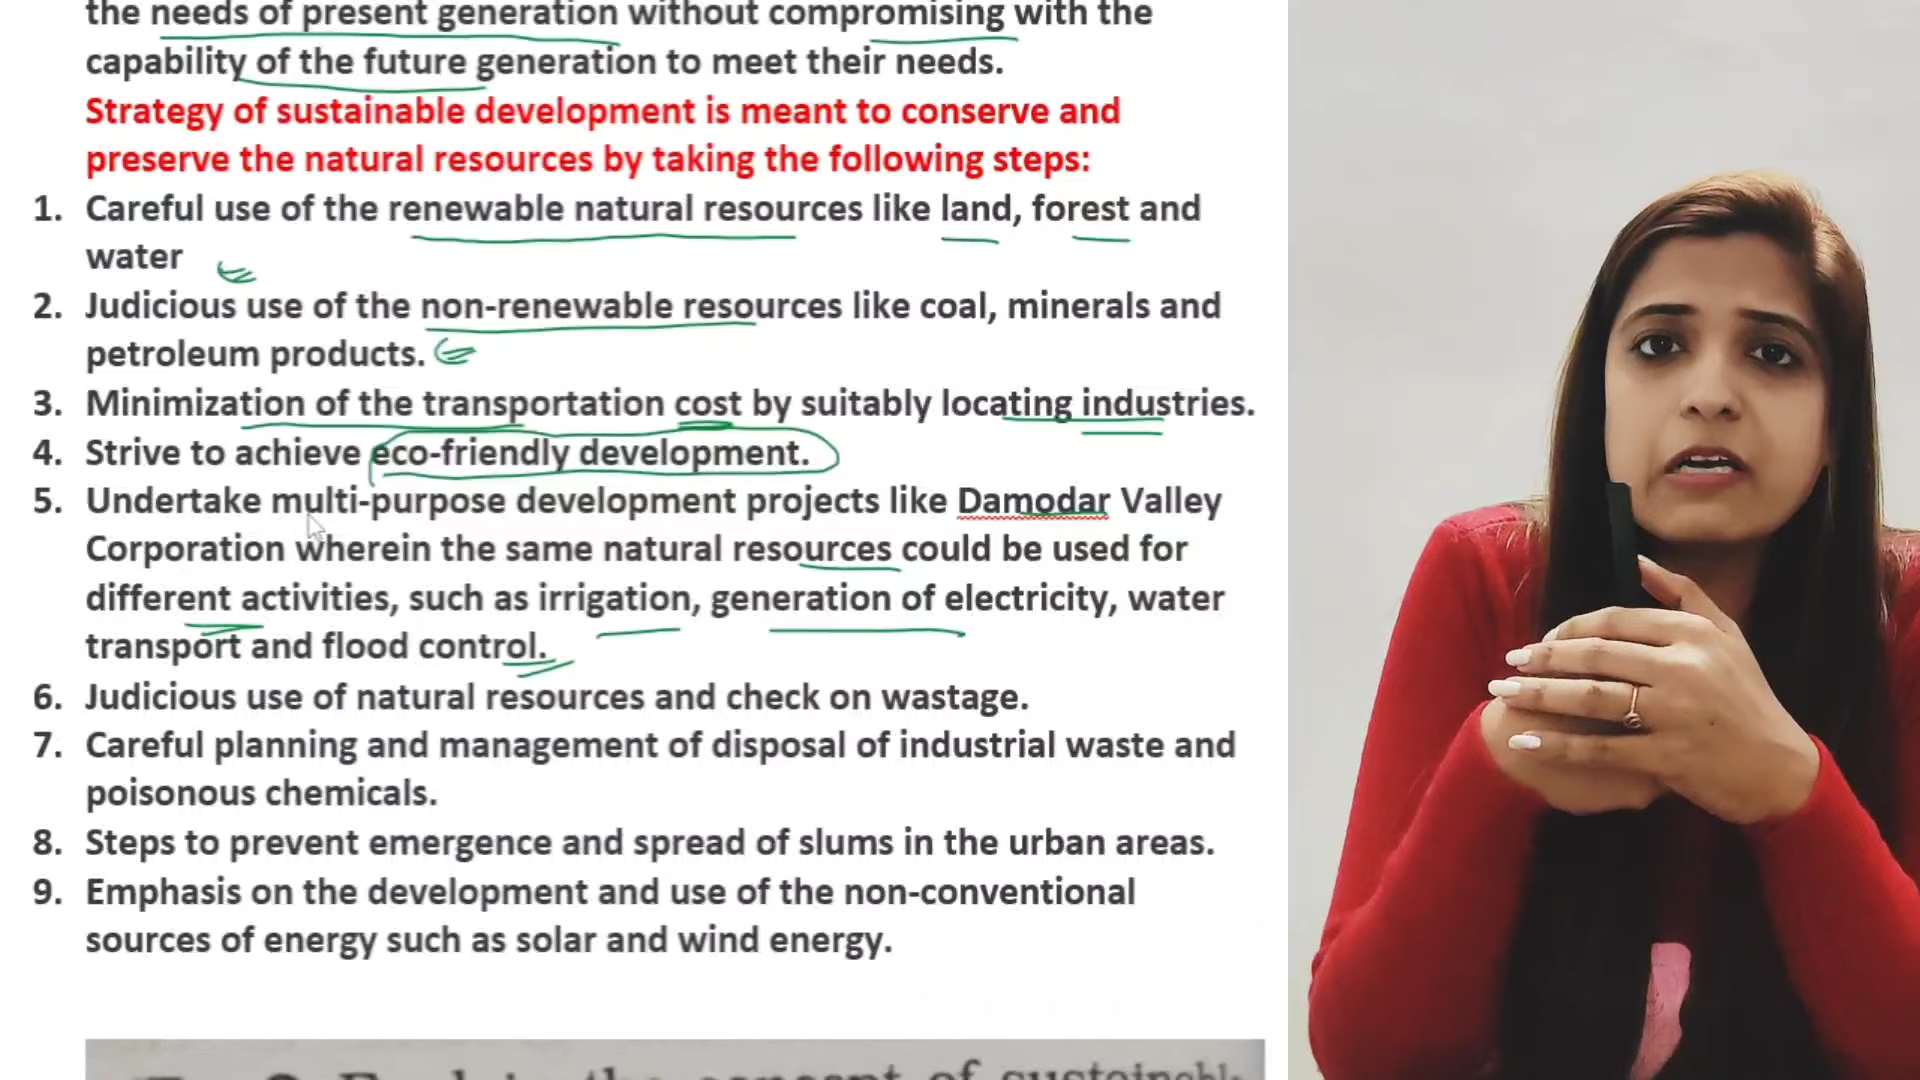 the needs of present generation without compromising with the
capability of the future generation to meet their needs.
Strategy of sustainable development is meant to conserve and
preserve the natural resources by taking the following steps:
1. Careful use of the renewable natural resources like land, forest and
water
2. Judicious use of the non-renewable resources like coal, minerals and
petroleum products.
3. Minimization of the transportation cost by suitably locating industries.
4. Strive to achieve eco-friendly development.
5. Undertake multi-purpose development projects like Damodar Valley
Corporation wherein the same natural resources could be used for
different activities, such as irrigation, generation of electricity, water
transport and flood control.
6. Judicious use of natural resources and check on wastage.
7. Careful planning and management of disposal of industrial waste and
poisonous chemicals.
8. Steps to prevent emergence and spread of slums in the urban areas.
9. Emphasis on the development and use of the non-conventional
sources of energy such as solar and wind energy.
the concept of